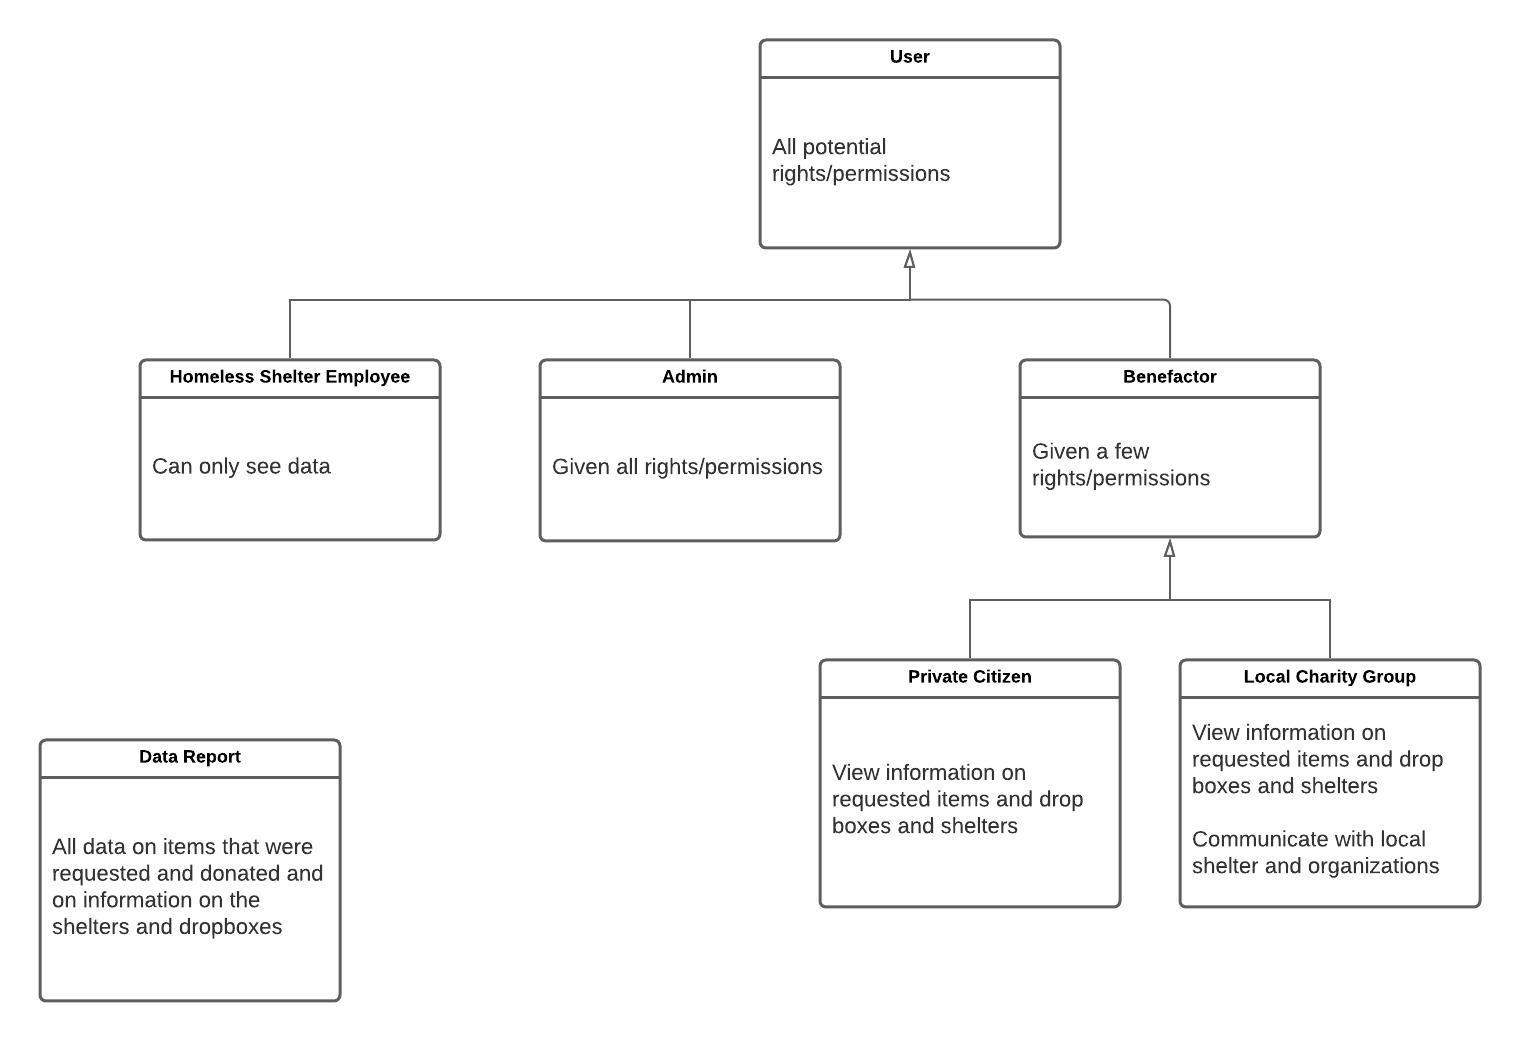 User
All potential
rights/permissions
Homeless Shelter Employee
Can only see data
Admin
Given all rights/permissions
Benefactor
Given a few
rights/permissions
Private Citizen
View information on
requested items and drop
boxes and shelters
Local Charity Group
View information on
requested items and drop
boxes and shelters
Communicate with local
shelter and organizations
Data Report
All data on items that were
requested and donated and
on information on the
shelters and dropboxes